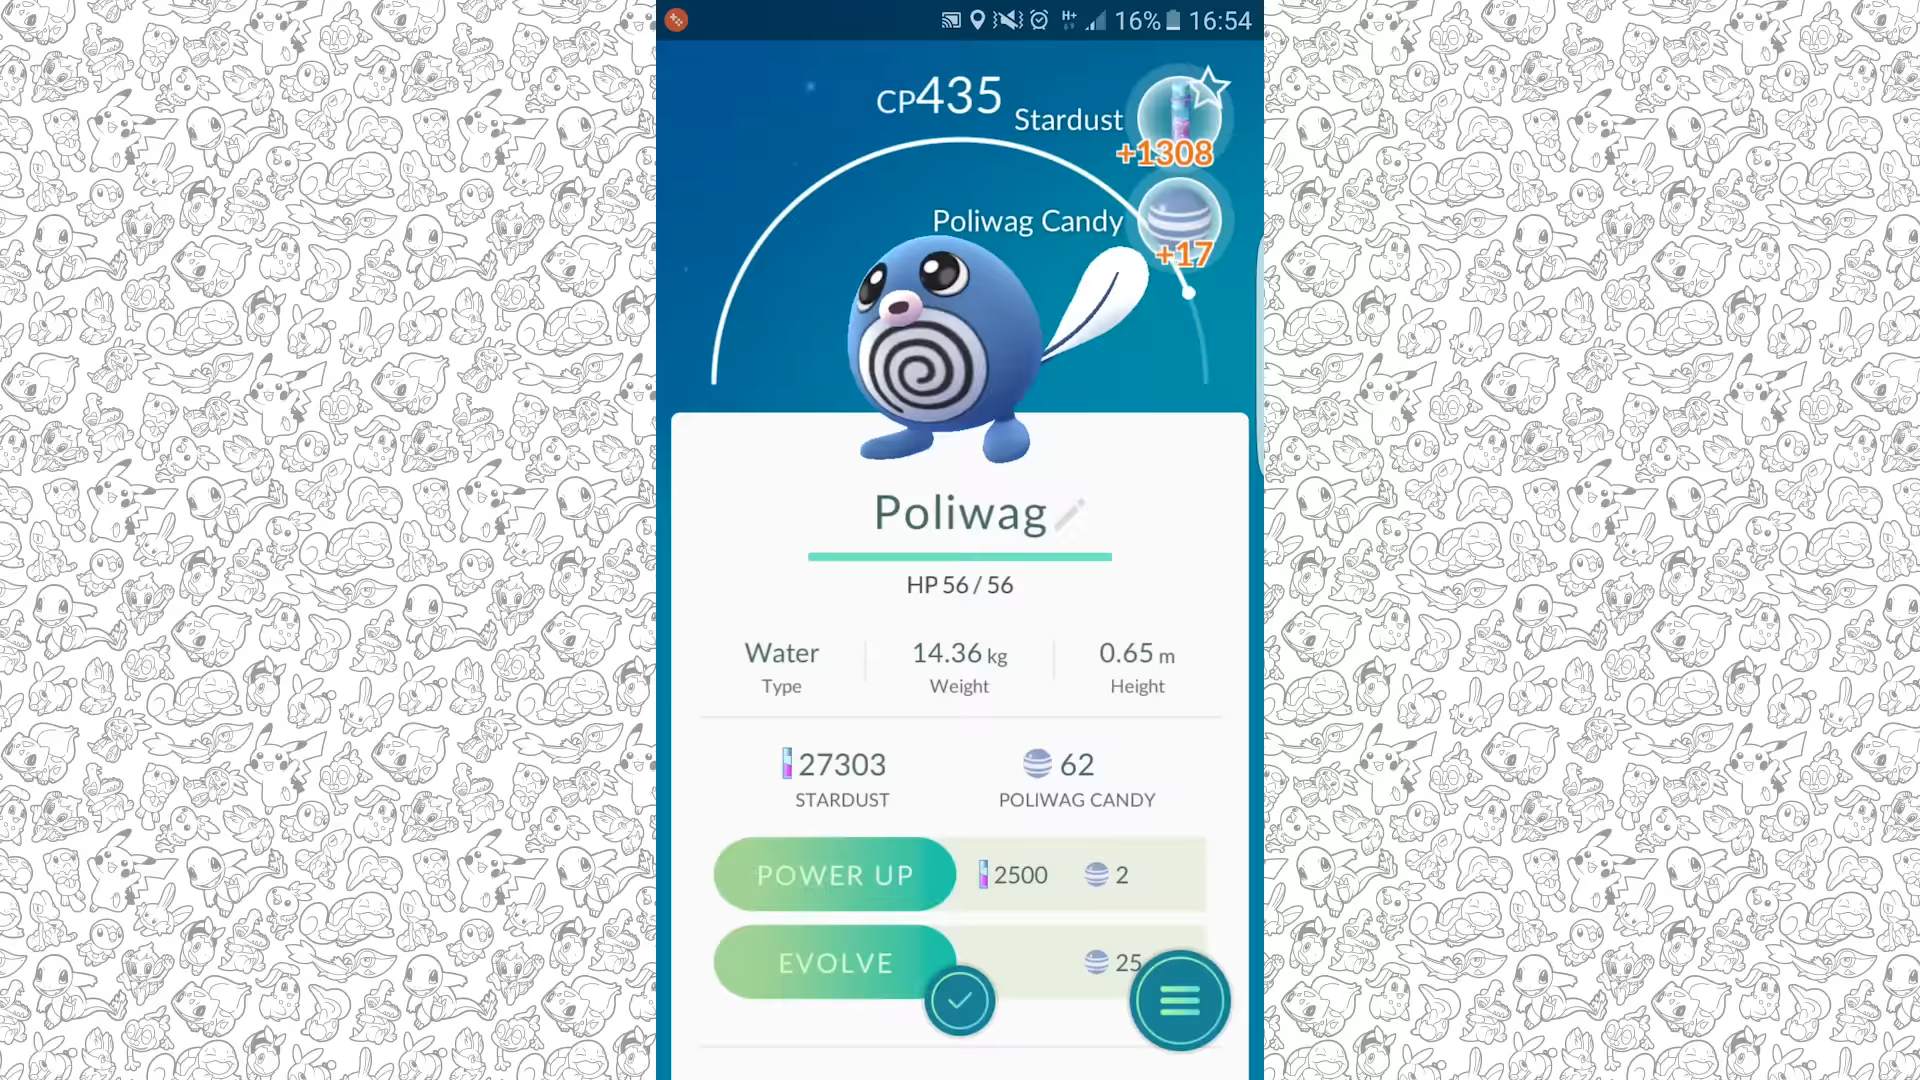 H+ 16% 16:54
CP435
Stardust
+1308
Poliwag Candy
+17
Poliwag
HP 56 / 56
Water 14.36 kg 0.65 m
Type Weight Height
27303 62
STARDUST POLIWAG CANDY
POWER UP 2500 2
EVOLVE 25